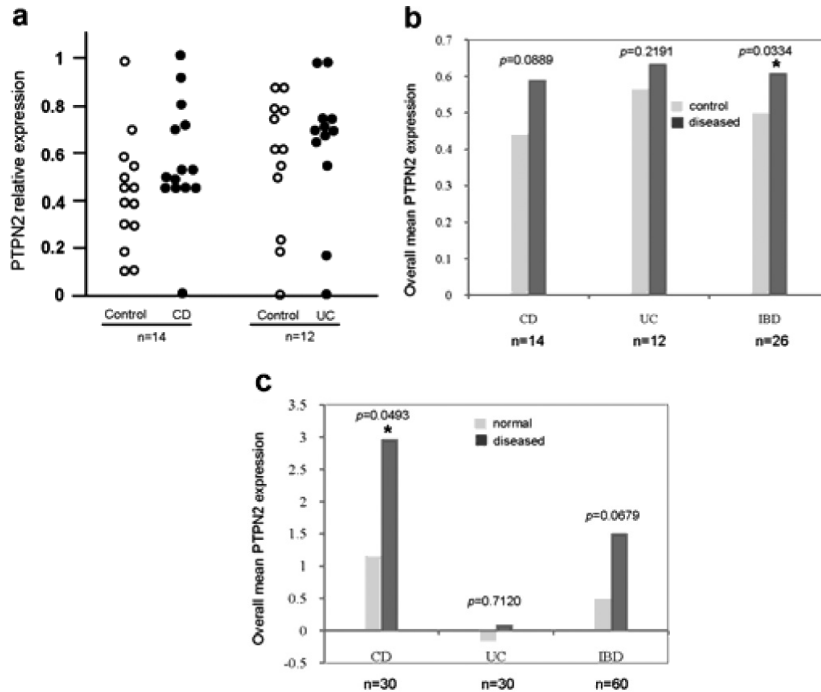 a
PTPN2 relative expression
1
0.8
0.6
0.4
0.2
0
Control CD Control UC
n=14 n=12
b
Overall mean PTPN2 expression
0.7
0.6
0.5
0.4
0.3
0.2
0.1
0
p=0.0889 p=0.2191 p=0.0334
*
control
diseased
CD UC IBD
n=14 n=12 n=26
c
Overall mean PTPN2 expression
3.5
3
2.5
2
1.5
1
0.5
0
-0.5
p=0.0493
*
normal
diseased
p=0.7120
p=0.0679
CD UC IBD
n=30 n=30 n=60